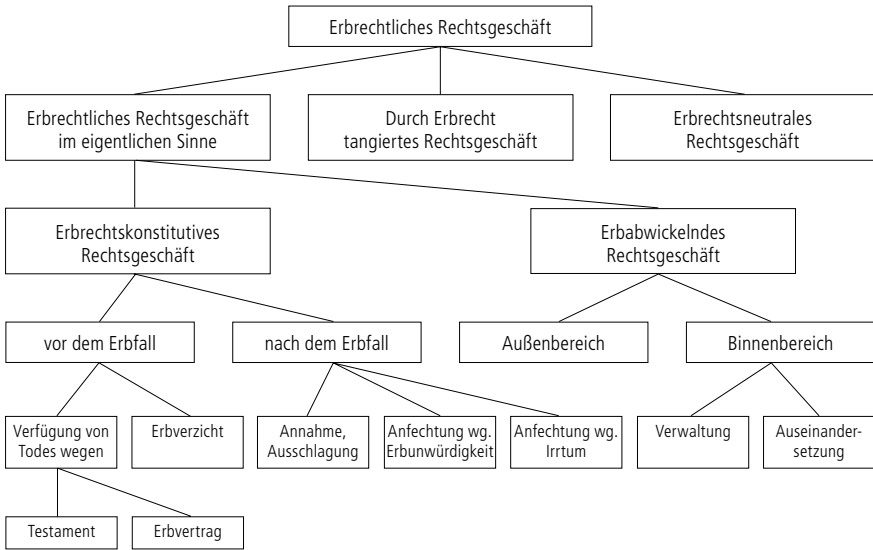 Erbrechtliches Rechtsgeschäft
Erbrechtliches Rechtsgeschäft
im eigentlichen Sinne
Durch Erbrecht
tangiertes Rechtsgeschäft
Erbrechtsneutrales
Rechtsgeschäft
Erbrechtskonstitutives
Rechtsgeschäft
Erbabwickelndes
Rechtsgeschäft
vor dem Erbfall
nach dem Erbfall
Außenbereich
Binnenbereich
Verfügung von
Todes wegen
Erbverzicht
Annahme,
Ausschlagung
Anfechtung wg.
Erbunwürdigkeit
Anfechtung wg.
Irrtum
Verwaltung
Auseinander-
setzung
Testament
Erbvertrag